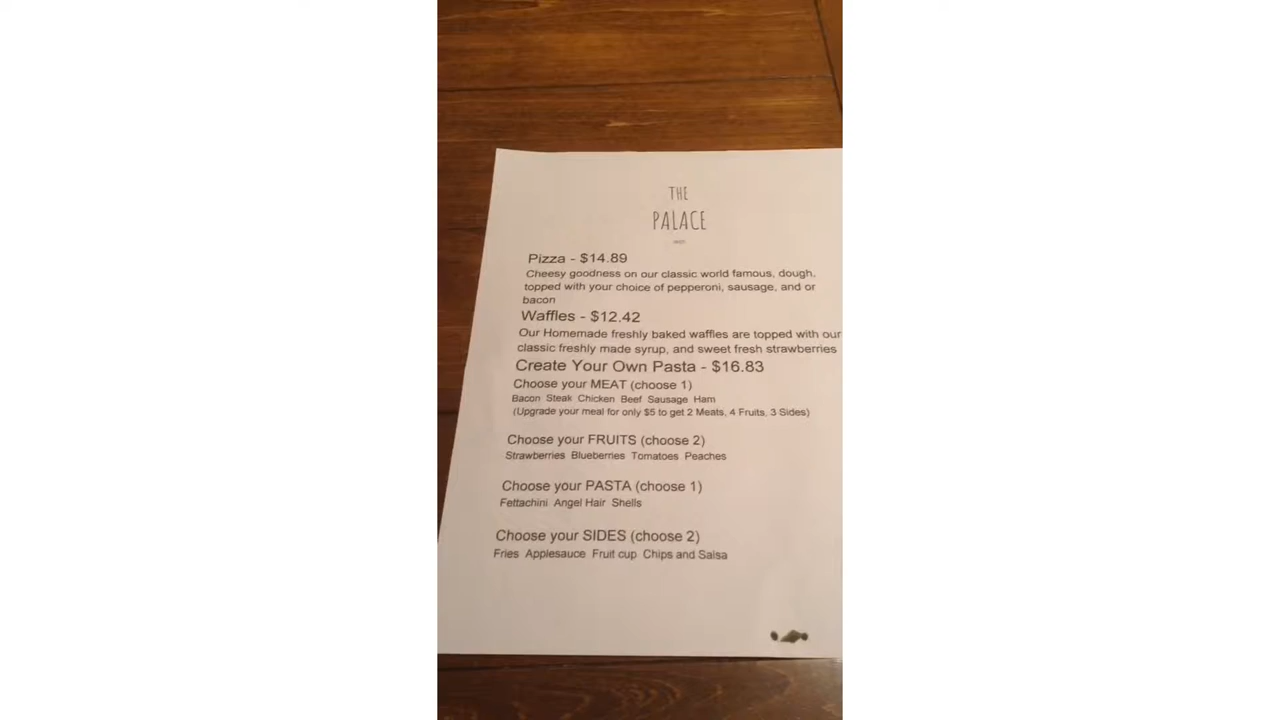 THE
PALACE
Pizza - $14.89
Cheesy goodness on our classic world famous, dough,
topped with your choice of pepperoni, sausage, and or
bacon
Waffles - $12.42
Our Homemade freshly baked waffles are topped with our
classic freshly made syrup, and sweet fresh strawberries
Create Your Own Pasta - $16.83
Choose your MEAT (choose 1)
Bacon Steak Chicken Beef Sausage Ham
(Upgrade your meal for only $5 to get 2 Meats, 4 Fruits, 3 Sides)
Choose your FRUITS (choose 2)
Strawberries Blueberries Tomatoes Peaches
Choose your PASTA (choose 1)
Fettachini Angel Hair Shells
Choose your SIDES (choose 2)
Fries Applesauce Fruit cup Chips and Salsa